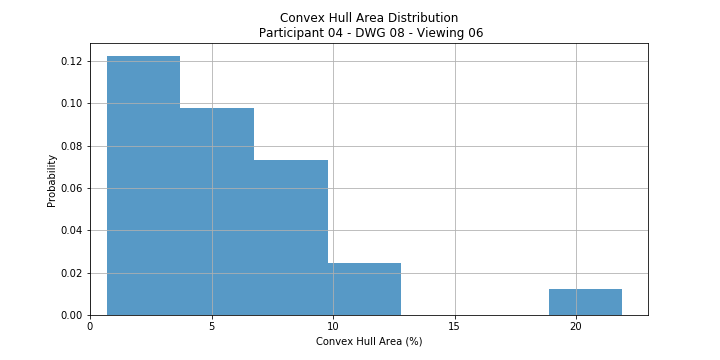 Convex Hull Area Distribution
Participant 04 - DWG 08 - Viewing 06
0.12
0.10
0.08
0.06
0.04
0.02
0.00
Probability
0 5 10 15 20
Convex Hull Area (%)